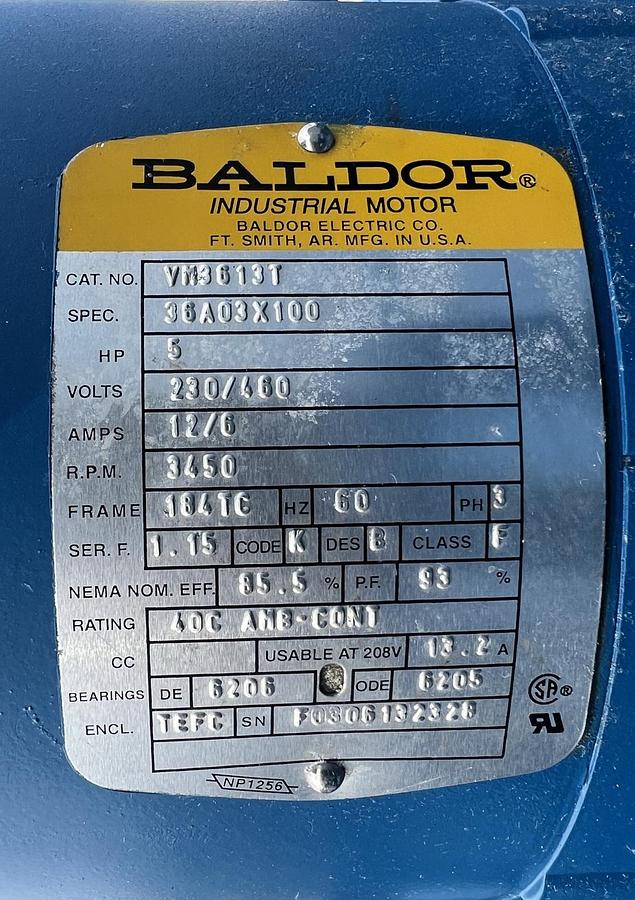 BALDOR®
INDUSTRIAL MOTOR
BALDOR ELECTRIC CO.
FT. SMITH, AR. MFG. IN U.S.A.
CAT. NO. VM3613T
SPEC. 36A03X100
HP 5
VOLTS 230/460
AMPS 12/6
R.P.M. 3450
FRAME 184TC HZ 60 PH 3
SER. F. 1.15 CODE K DES B CLASS F
NEMA NOM. EFF. 85.5 % P.F. 93 %
RATING 40C AMB-CONT
CC USABLE AT 208V 13.2 A
BEARINGS DE 6206 ODE 6205
ENCL. TEFC SN F0306132328
SA ®
RU
NP1256